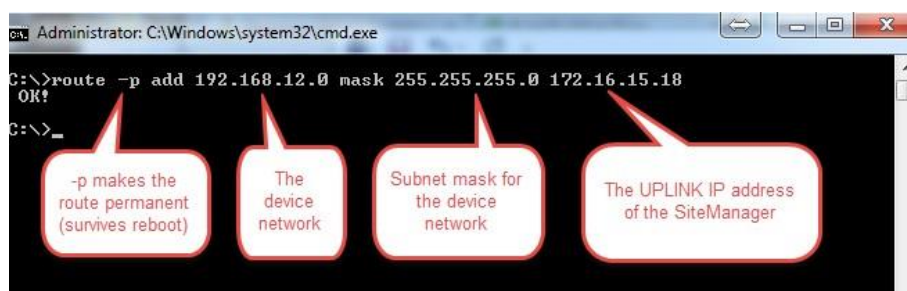 Administrator: C:\Windows\system32\cmd.exe
C:\>route -p add 192.168.12.0 mask 255.255.255.0 172.16.15.18
OK!
C:\>_
-p makes the
route permanent
(survives reboot)
The
device
network
Subnet mask for
the device
network
The UPLINK IP address
of the SiteManager